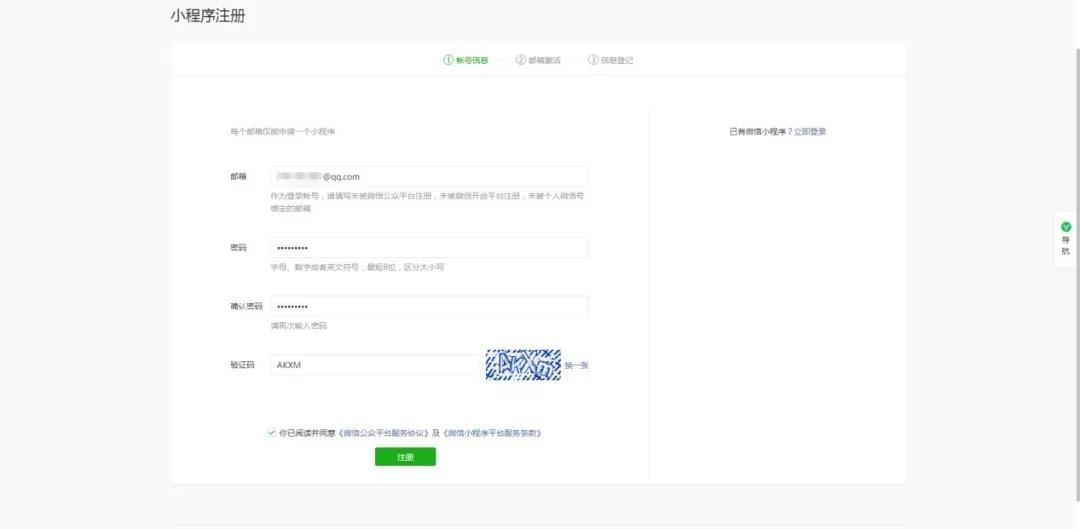 小程序注册
① 帐号信息 ② 邮箱激活 ③ 信息登记
每个邮箱仅能申请一个小程序
已有微信小程序？立即登录
邮箱
@qq.com
作为登录帐号，请填写未被微信公众平台注册，未被微信开放平台注册，未被个人微信号
绑定的邮箱
密码
字母、数字或者英文符号，最短8位，区分大小写
确认密码
请再次输入密码
验证码 AKXM 换一张
你已阅读并同意《微信公众平台服务协议》及《微信小程序平台服务条款》
注册
导
航